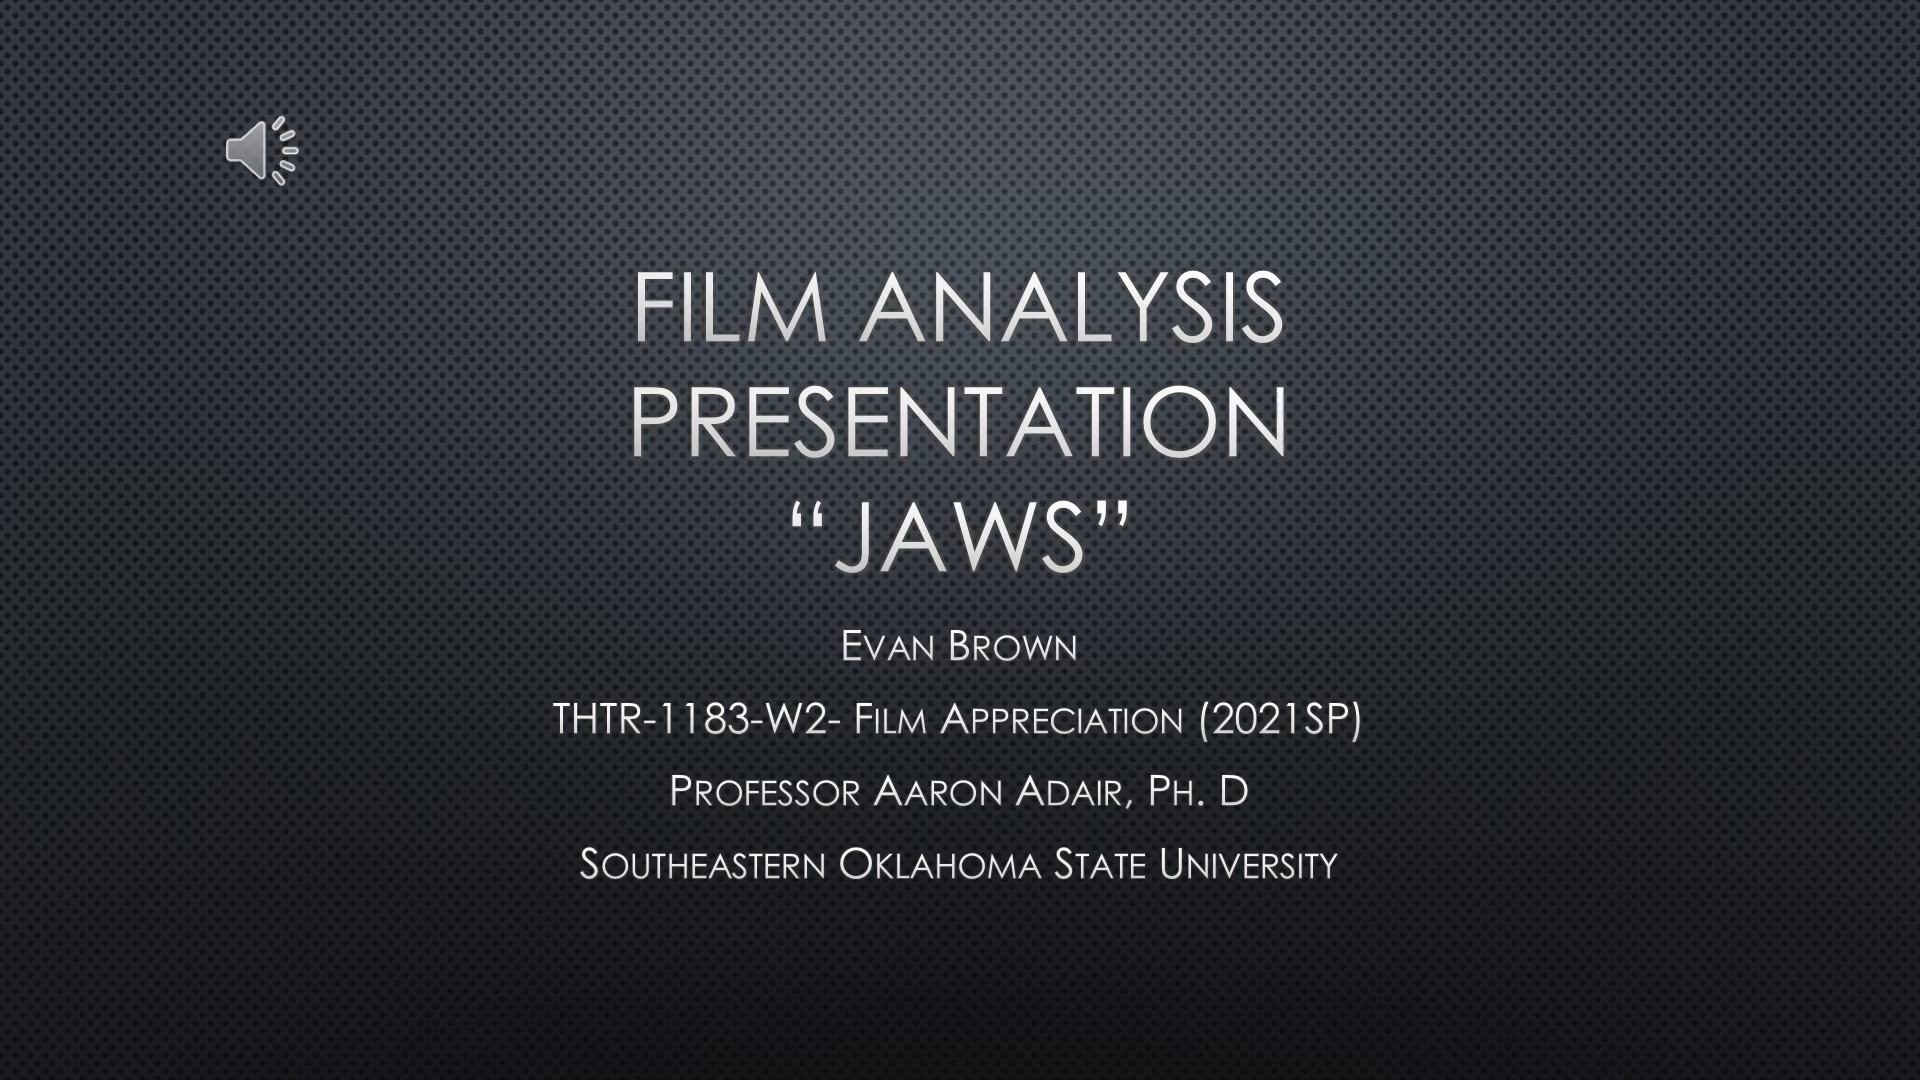 FILM ANALYSIS
PRESENTATION
“JAWS”
EVAN BROWN
THTR-1183-W2- FILM APPRECIATION (2021SP)
PROFESSOR AARON ADAIR, PH. D
SOUTHEASTERN OKLAHOMA STATE UNIVERSITY